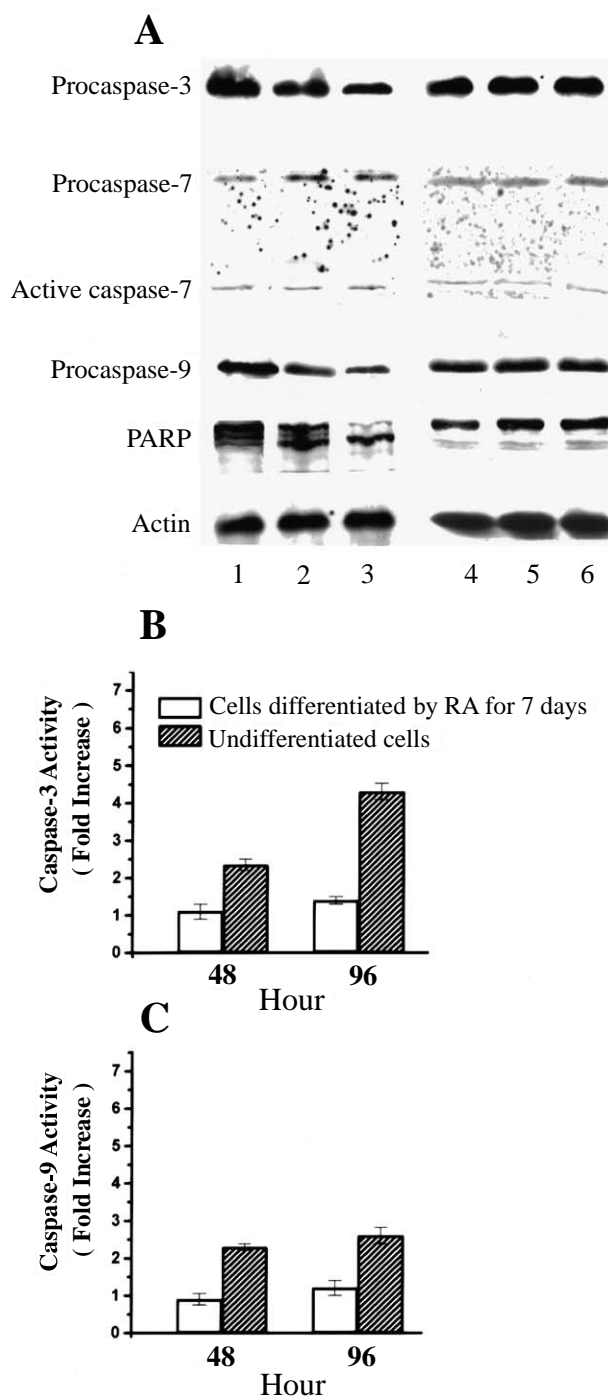 A
Procaspase-3
Procaspase-7
Active caspase-7
Procaspase-9
PARP
Actin
1 2 3 4 5 6
B
Caspase-3 Activity
( Fold Increase )
7
6
5
4
3
2
1
0
Cells differentiated by RA for 7 days
Undifferentiated cells
48 96
Hour
C
Caspase-9 Activity
( Fold Increase )
7
6
5
4
3
2
1
0
48 96
Hour